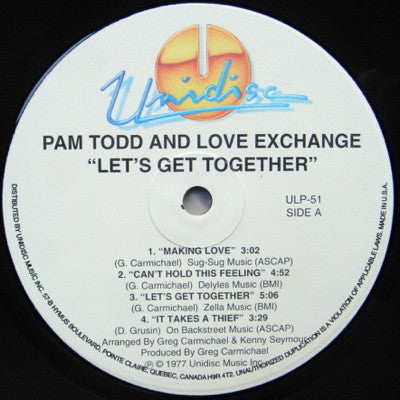 Unidisc
PAM TODD AND LOVE EXCHANGE
“LET'S GET TOGETHER”
ULP-51
SIDE A
1. “MAKING LOVE” 3:02
(G. Carmichael) Sug-Sug Music (ASCAP)
2. “CAN'T HOLD THIS FEELING” 4:52
(G. Carmichael) Delyles Music (BMI)
3. “LET'S GET TOGETHER” 5:06
(G. Carmichael) Zella Music (BMI)
4. “IT TAKES A THIEF” 3:29
(D. Grusin) On Backstreet Music (ASCAP)
Arranged By Greg Carmichael & Kenny Seymour
Produced By Greg Carmichael
℗ © 1977 Unidisc Music Inc.
DISTRIBUTED BY UNIDISC MUSIC INC. 57-B HYMUS BOULEVARD, POINTE CLAIRE, QUEBEC, CANADA H9R 4T2. UNAUTHORIZED DUPLICATION IS A VIOLATION OF APPLICABLE LAWS. MADE IN U.S.A.